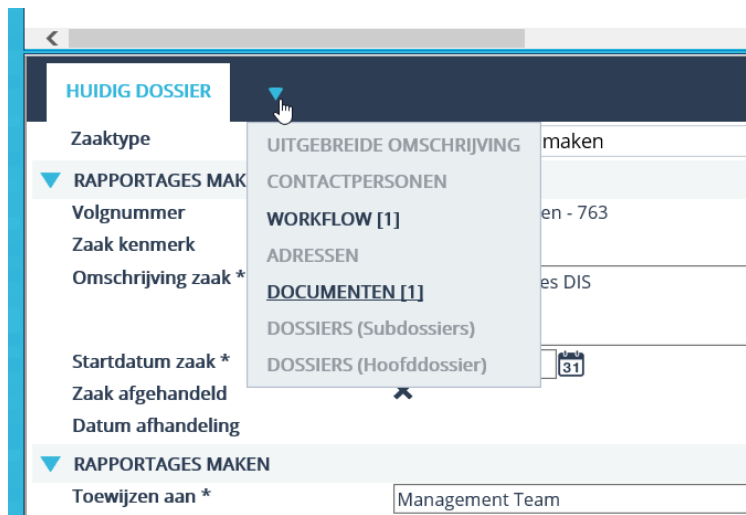 HUIDIG DOSSIER
Zaaktype maken
UITGEBREIDE OMSCHRIJVING
CONTACTPERSONEN
WORKFLOW [1]
ADRESSEN
DOCUMENTEN [1]
DOSSIERS (Subdossiers)
DOSSIERS (Hoofddossier)
RAPPORTAGES MAK
Volgnummer en - 763
Zaak kenmerk
Omschrijving zaak * es DIS
Startdatum zaak * 31
Zaak afgehandeld
Datum afhandeling
RAPPORTAGES MAKEN
Toewijzen aan * Management Team